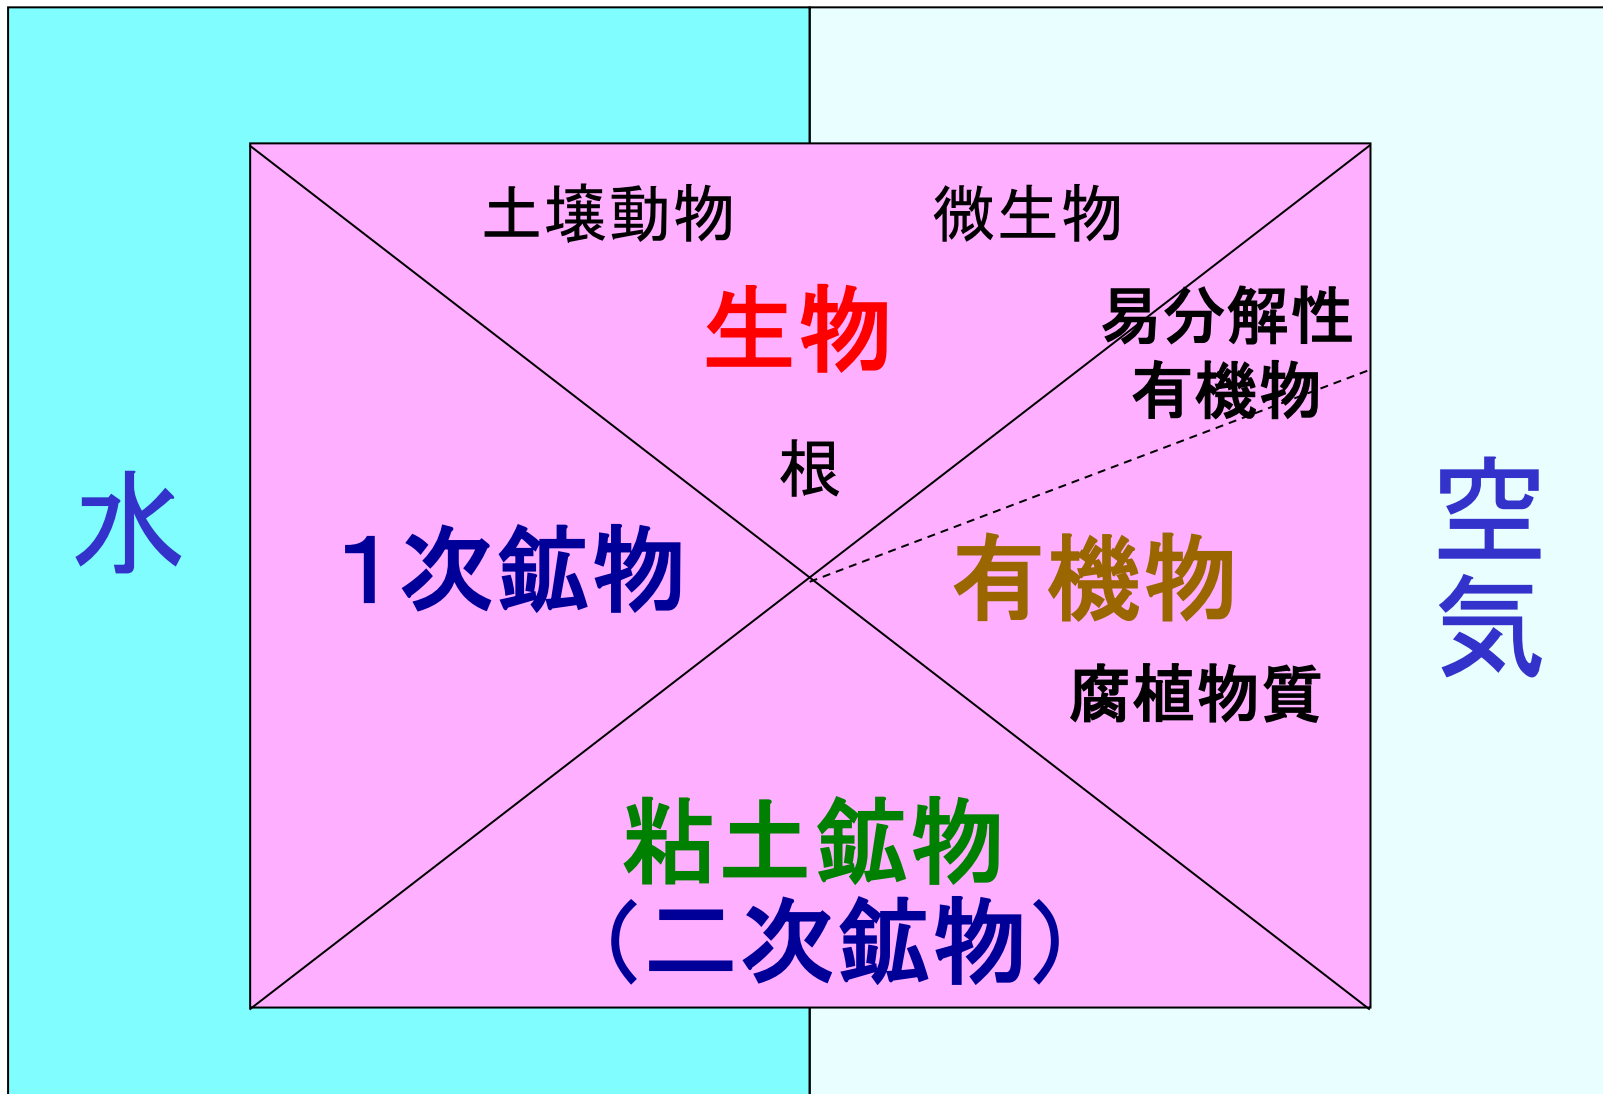 土壌動物
微生物
生物
易分解性
有機物
根
水
1次鉱物
有機物
空気
腐植物質
粘土鉱物
(二次鉱物)